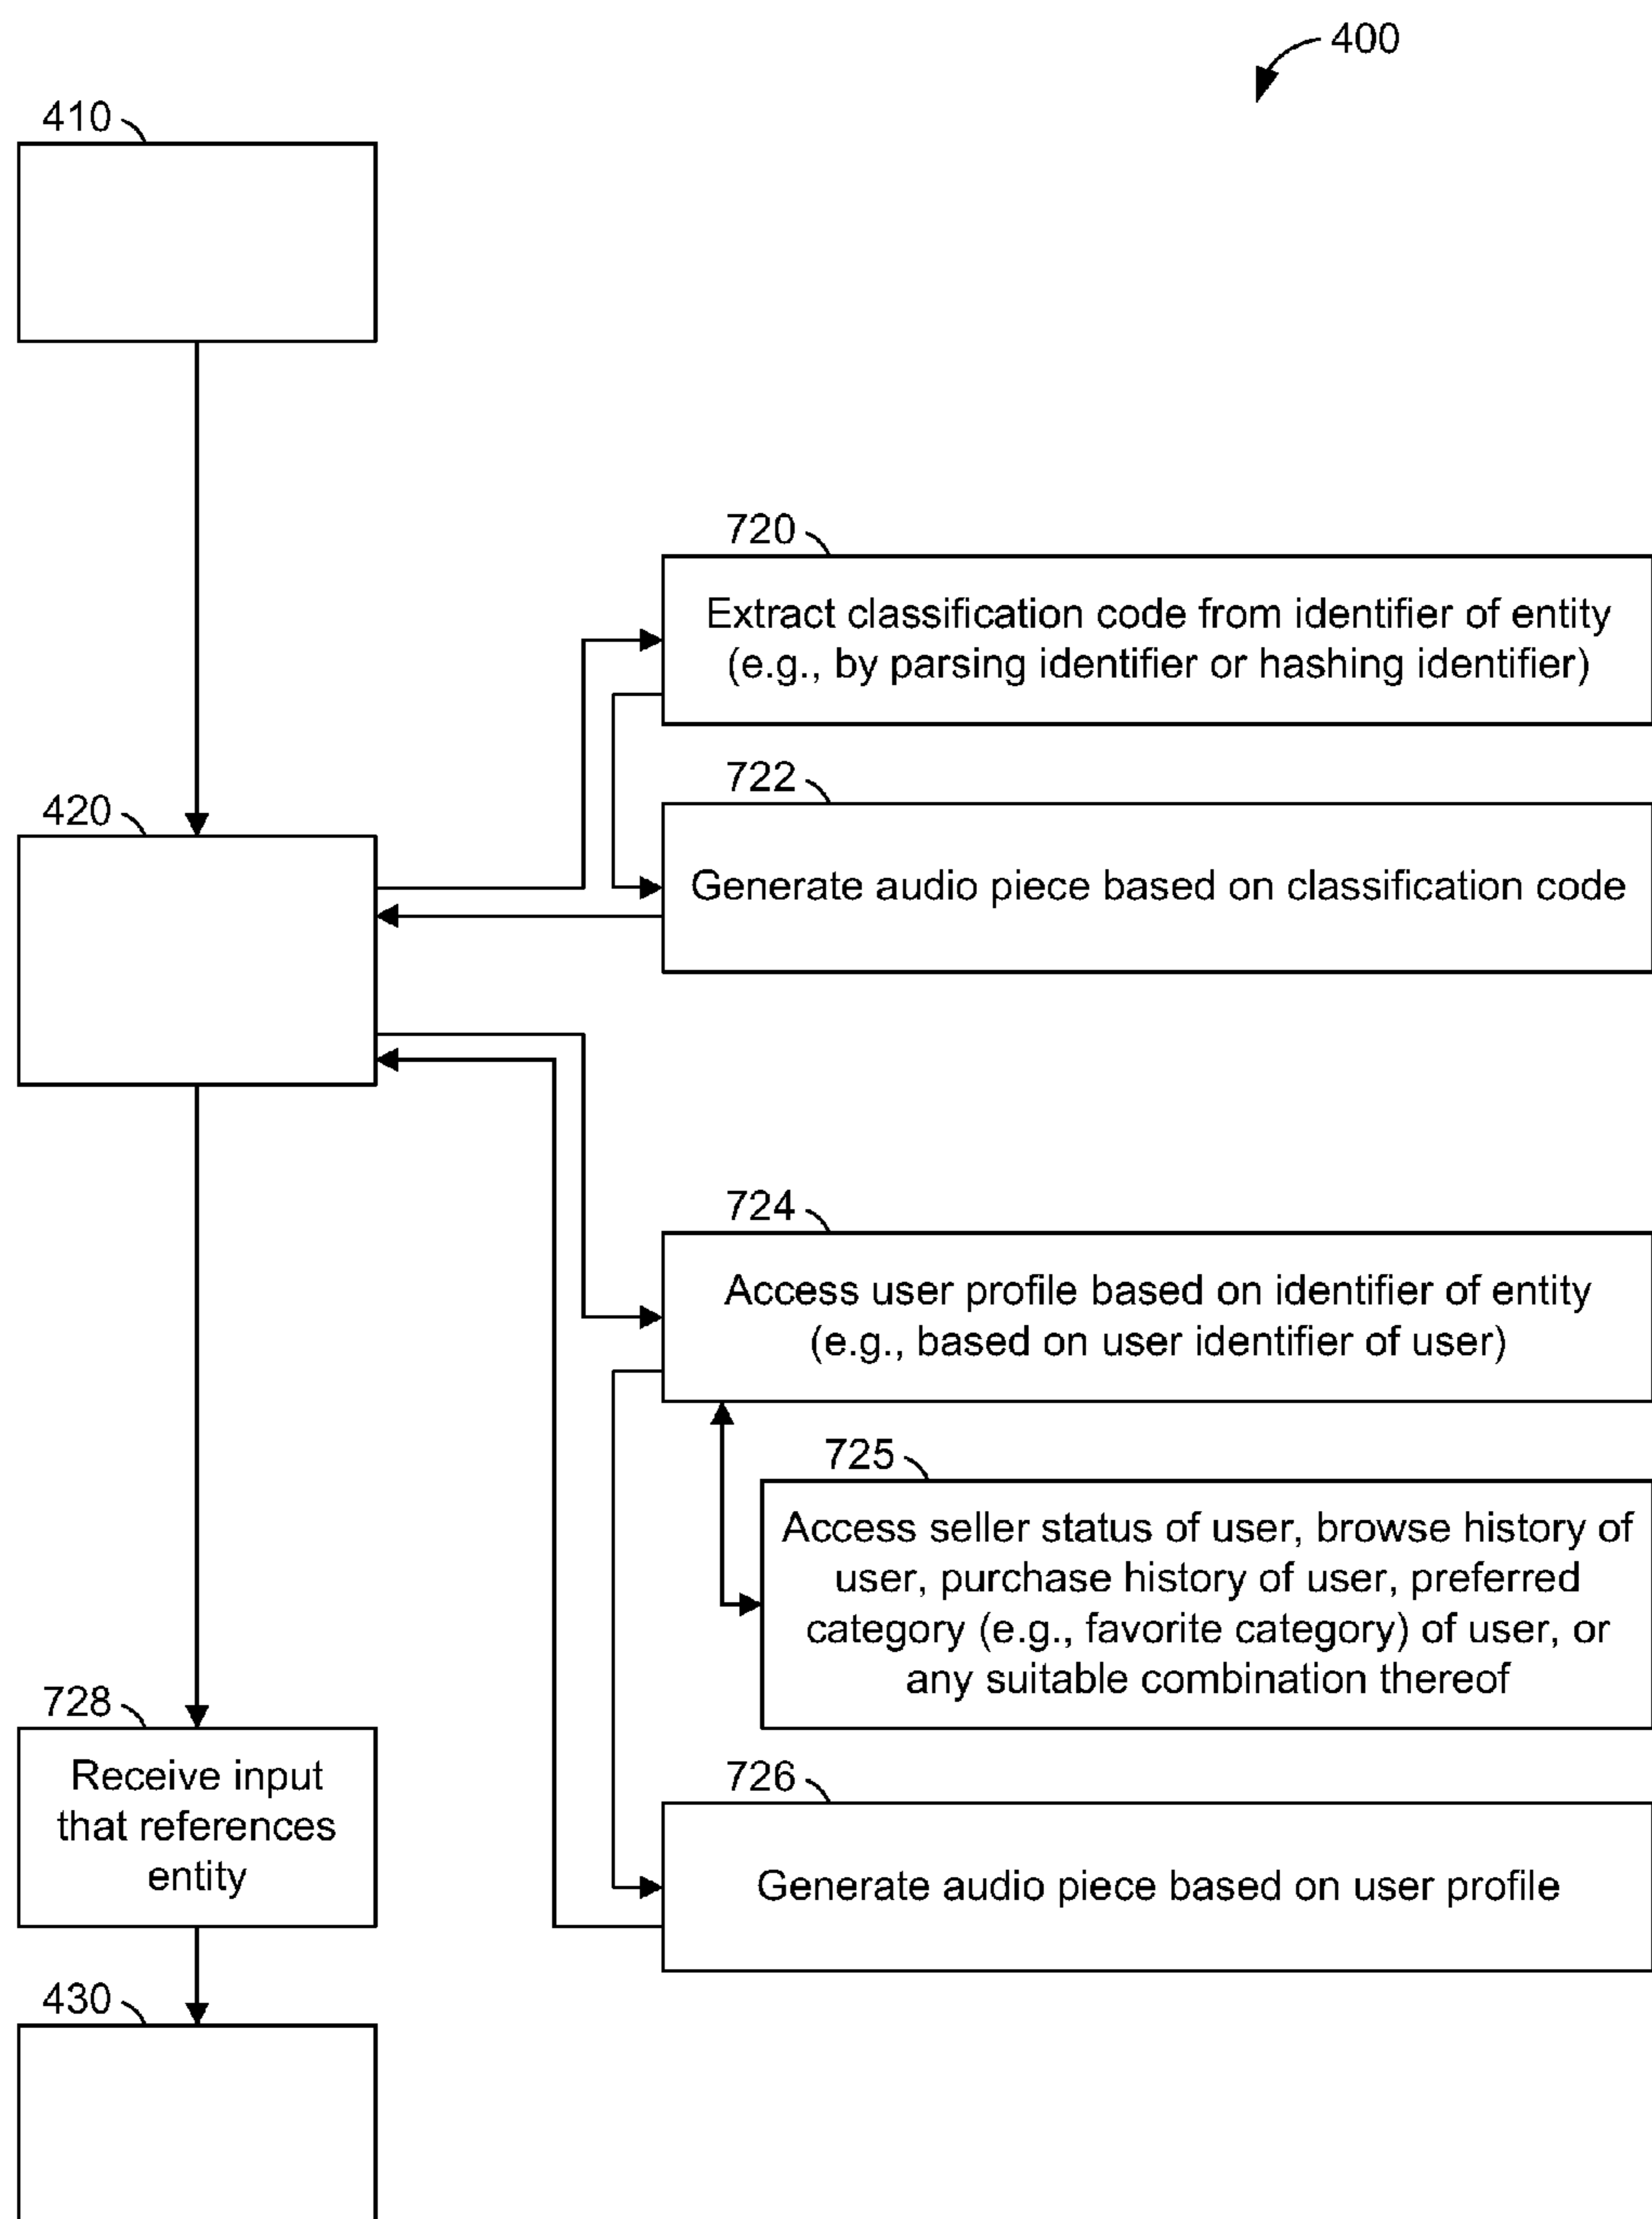 400
410
720
Extract classification code from identifier of entity
(e.g., by parsing identifier or hashing identifier)
722
Generate audio piece based on classification code
420
724
Access user profile based on identifier of entity
(e.g., based on user identifier of user)
725
Access seller status of user, browse history of
user, purchase history of user, preferred
category (e.g., favorite category) of user, or
any suitable combination thereof
728
Receive input
that references
entity
726
Generate audio piece based on user profile
430